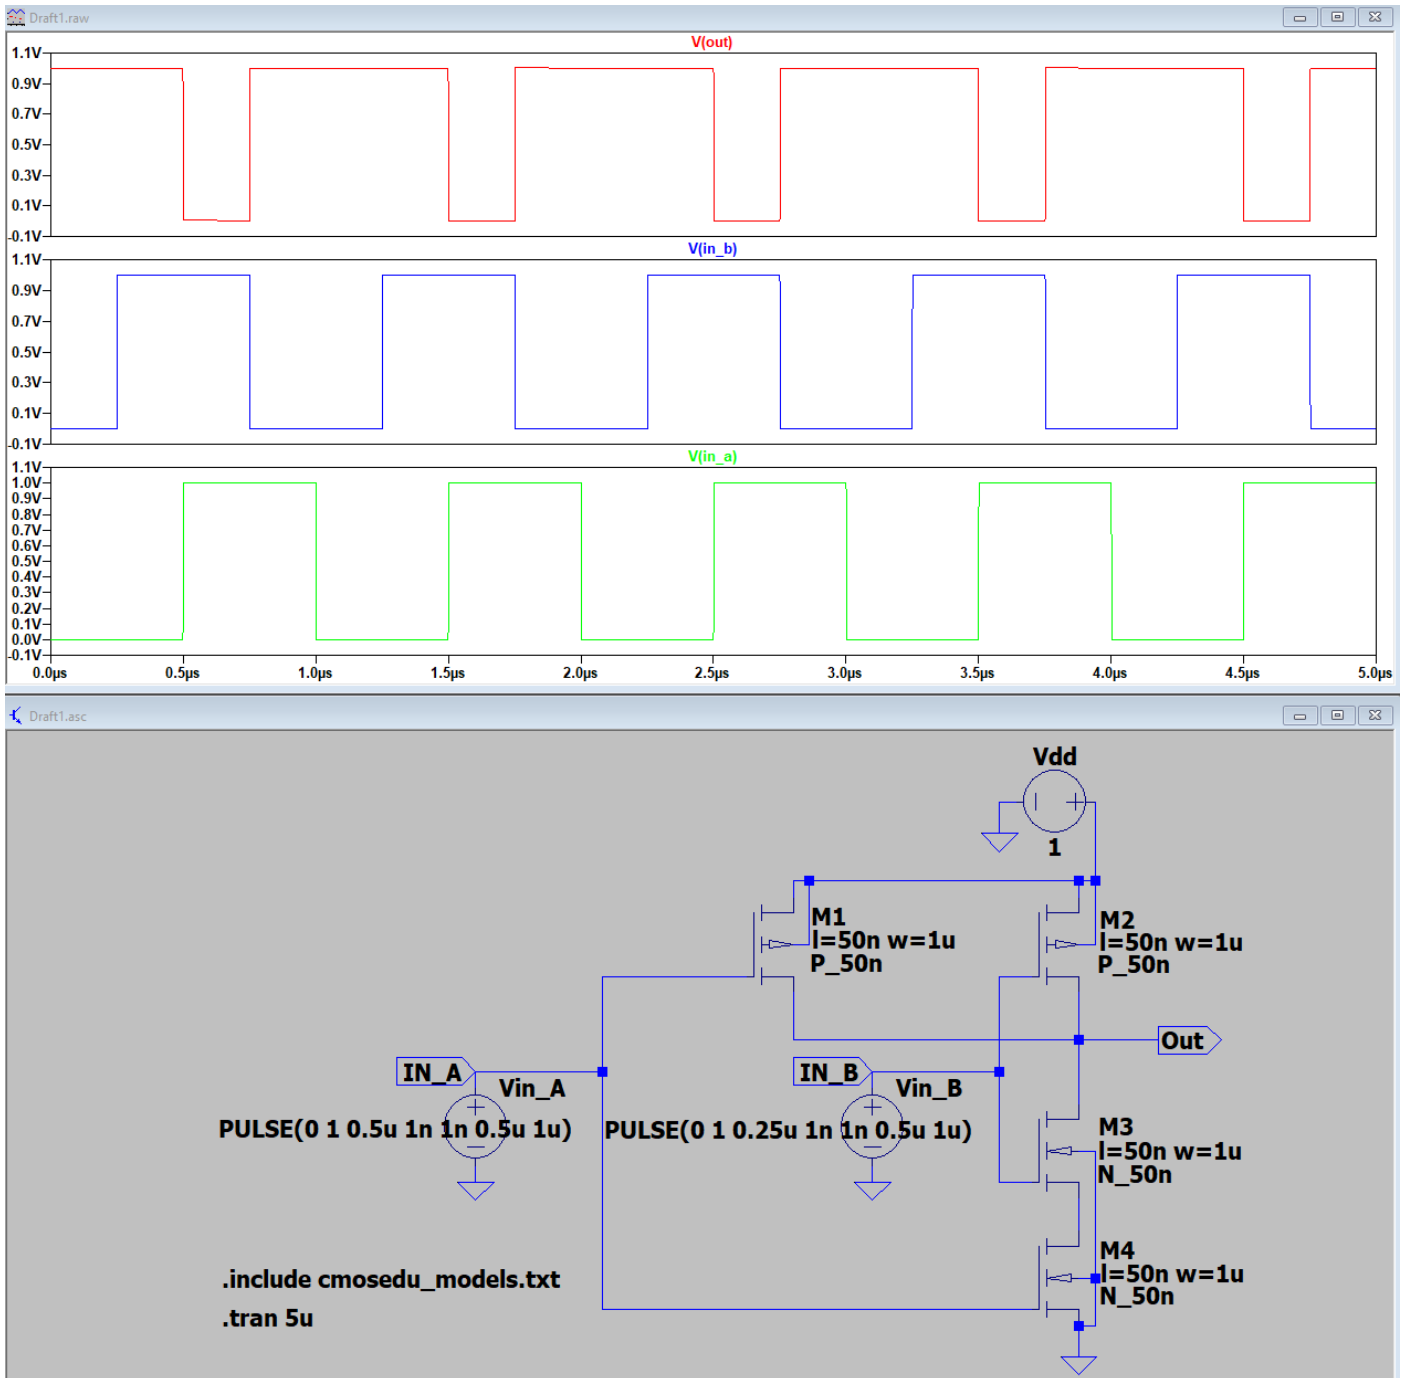 Draft1.raw
V(out)
1.1V
0.9V
0.7V
0.5V
0.3V
0.1V
-0.1V
V(in_b)
1.1V
0.9V
0.7V
0.5V
0.3V
0.1V
-0.1V
V(in_a)
1.1V
1.0V
0.9V
0.8V
0.7V
0.6V
0.5V
0.4V
0.3V
0.2V
0.1V
0.0V
-0.1V
0.0µs 0.5µs 1.0µs 1.5µs 2.0µs 2.5µs 3.0µs 3.5µs 4.0µs 4.5µs 5.0µs
Draft1.asc
Vdd
1
M1
l=50n w=1u
P_50n
M2
l=50n w=1u
P_50n
Out
IN_A
Vin_A
PULSE(0 1 0.5u 1n 1n 0.5u 1u)
IN_B
Vin_B
PULSE(0 1 0.25u 1n 1n 0.5u 1u)
M3
l=50n w=1u
N_50n
M4
l=50n w=1u
N_50n
.include cmosedu_models.txt
.tran 5u